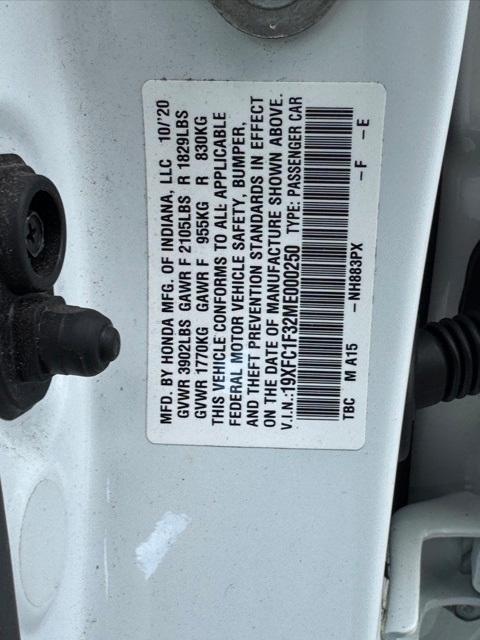 MFD. BY HONDA MFG. OF INDIANA, LLC 10/'20
GVWR 3902LBS GAWR F 2105LBS R 1829LBS
GVWR 1770KG GAWR F 955KG R 830KG
THIS VEHICLE CONFORMS TO ALL APPLICABLE
FEDERAL MOTOR VEHICLE SAFETY, BUMPER,
AND THEFT PREVENTION STANDARDS IN EFFECT
ON THE DATE OF MANUFACTURE SHOWN ABOVE.
V.I.N.:19XFC1F32ME000250 TYPE: PASSENGER CAR
TBC M A15 -NH883PX -F -E